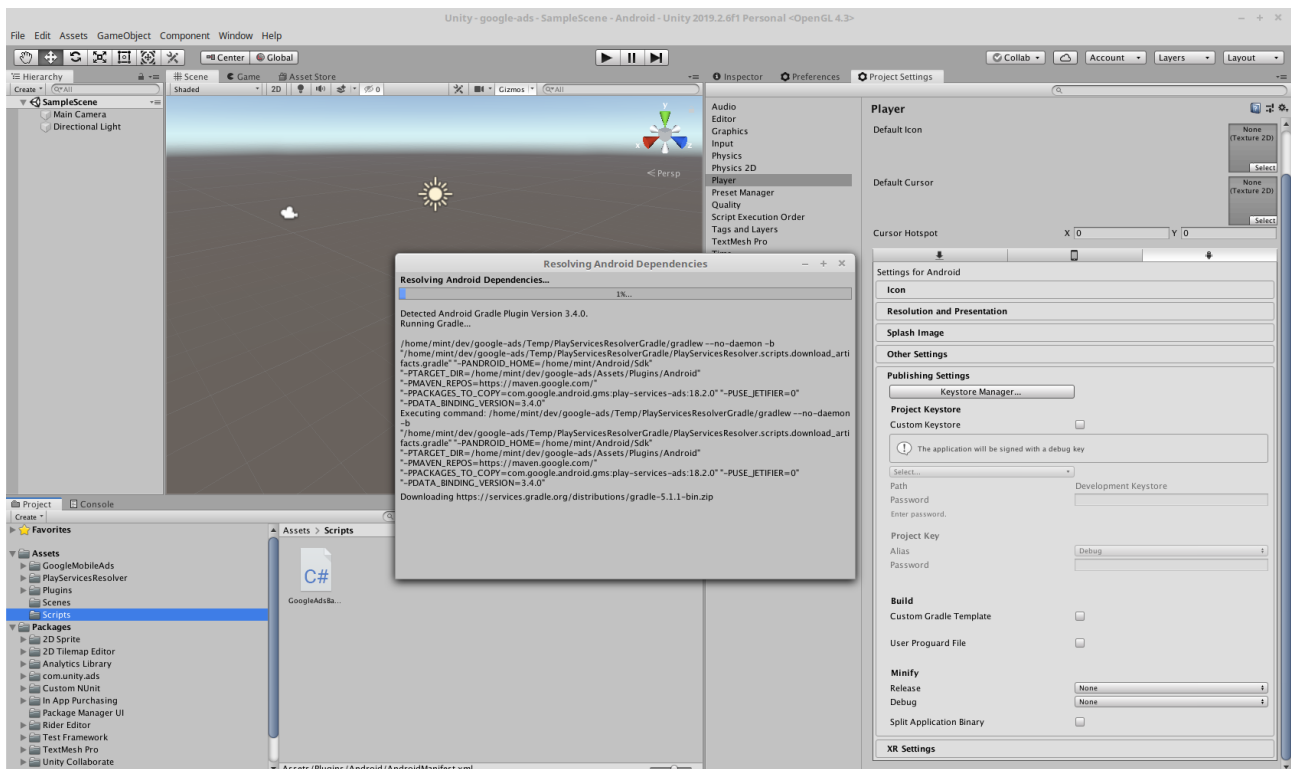 Unity - google-ads - SampleScene - Android - Unity 2019.2.6f1 Personal <OpenGL 4.3>
File Edit Assets GameObject Component Window Help
Center Global
Collab Account Layers Layout
Hierarchy
Create All
SampleScene
Main Camera
Directional Light
Scene Game Asset Store
Shaded 2D 0 Gizmos All
y
x z
Persp
Inspector Preferences Project Settings
Audio
Editor
Graphics
Input
Physics
Physics 2D
Player
Preset Manager
Quality
Script Execution Order
Tags and Layers
TextMesh Pro
Player
Default Icon
None
(Texture 2D)
Select
Default Cursor
None
(Texture 2D)
Select
Cursor Hotspot X 0 Y 0
Settings for Android
Icon
Resolution and Presentation
Splash Image
Other Settings
Publishing Settings
Keystore Manager...
Project Keystore
Custom Keystore
The application will be signed with a debug key
Select...
Path Development Keystore
Password
Enter password.
Project Key
Alias Debug
Password
Build
Custom Gradle Template
User Proguard File
Minify
Release None
Debug None
Split Application Binary
XR Settings
Resolving Android Dependencies
Resolving Android Dependencies...
1%...
Detected Android Gradle Plugin Version 3.4.0.
Running Gradle...
/home/mint/dev/google-ads/Temp/PlayServicesResolverGradle/gradlew --no-daemon -b
"/home/mint/dev/google-ads/Temp/PlayServicesResolverGradle/PlayServicesResolver.scripts.download_arti
facts.gradle" "-PANDROID_HOME=/home/mint/Android/Sdk"
"-PTARGET_DIR=/home/mint/dev/google-ads/Assets/Plugins/Android"
"-PMAVEN_REPOS=https://maven.google.com/"
"-PPACKAGES_TO_COPY=com.google.android.gms:play-services-ads:18.2.0" "-PUSE_JETIFIER=0"
"-PDATA_BINDING_VERSION=3.4.0"
Executing command: /home/mint/dev/google-ads/Temp/PlayServicesResolverGradle/gradlew --no-daemon
-b
"/home/mint/dev/google-ads/Temp/PlayServicesResolverGradle/PlayServicesResolver.scripts.download_arti
facts.gradle" "-PANDROID_HOME=/home/mint/Android/Sdk"
"-PTARGET_DIR=/home/mint/dev/google-ads/Assets/Plugins/Android"
"-PMAVEN_REPOS=https://maven.google.com/"
"-PPACKAGES_TO_COPY=com.google.android.gms:play-services-ads:18.2.0" "-PUSE_JETIFIER=0"
"-PDATA_BINDING_VERSION=3.4.0"
Downloading https://services.gradle.org/distributions/gradle-5.1.1-bin.zip
Project Console
Create
Favorites
Assets
GoogleMobileAds
PlayServicesResolver
Plugins
Scenes
Scripts
Packages
2D Sprite
2D Tilemap Editor
Analytics Library
com.unity.ads
Custom NUnit
In App Purchasing
Package Manager UI
Rider Editor
Test Framework
TextMesh Pro
Unity Collaborate
Assets > Scripts
C#
GoogleAdsBa...
Assets/Plugins/Android/AndroidManifest.xml